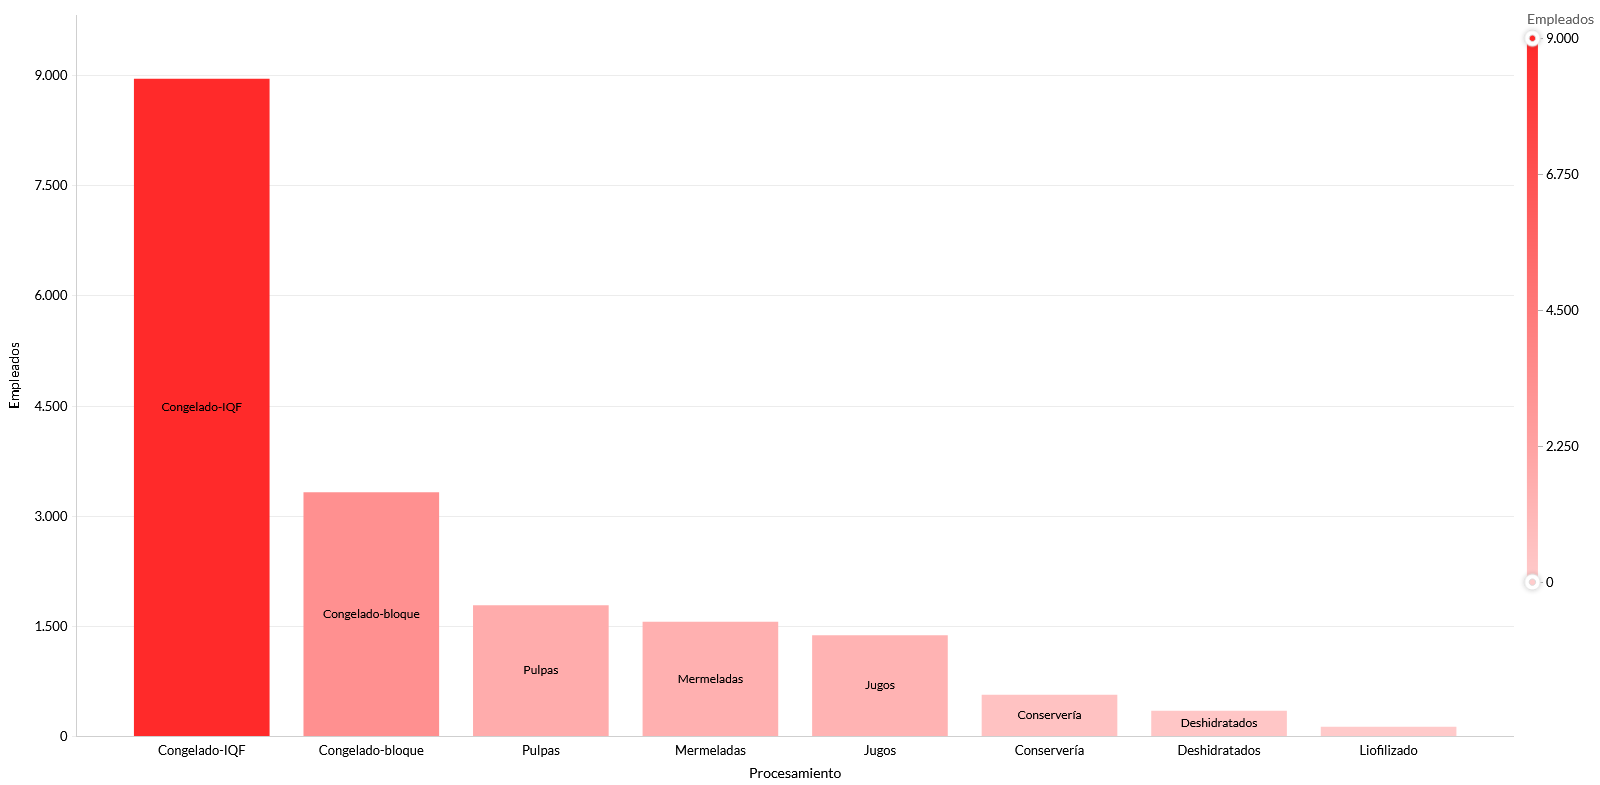 Empleados
9.000
6.750
4.500
2.250
0
Empleados
9.000
7.500
6.000
4.500
3.000
1.500
0
Congelado-IQF
Congelado-bloque
Pulpas
Mermeladas
Jugos
Conservería
Deshidratados
Congelado-IQF
Congelado-bloque
Pulpas
Mermeladas
Jugos
Conservería
Deshidratados
Liofilizado
Procesamiento